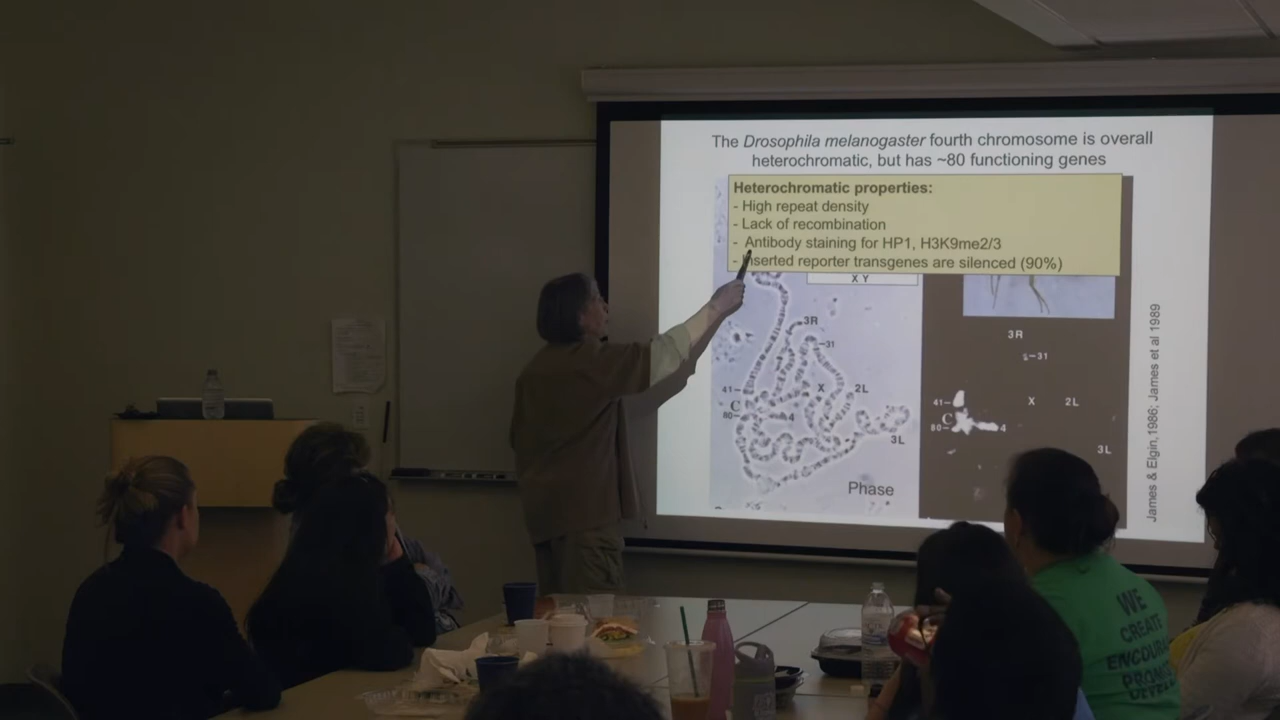 The Drosophila melanogaster fourth chromosome is overall
heterochromatic, but has ~80 functioning genes
Heterochromatic properties:
- High repeat density
- Lack of recombination
- Antibody staining for HP1, H3K9me2/3
- Inserted reporter transgenes are silenced (90%)
X Y
3R
31
41
X
2L
C
80
4
3L
Phase
3R
s-31
41
X
2L
C
80
4
3L
James & Elgin, 1986; James et al 1989
WE
CREATE